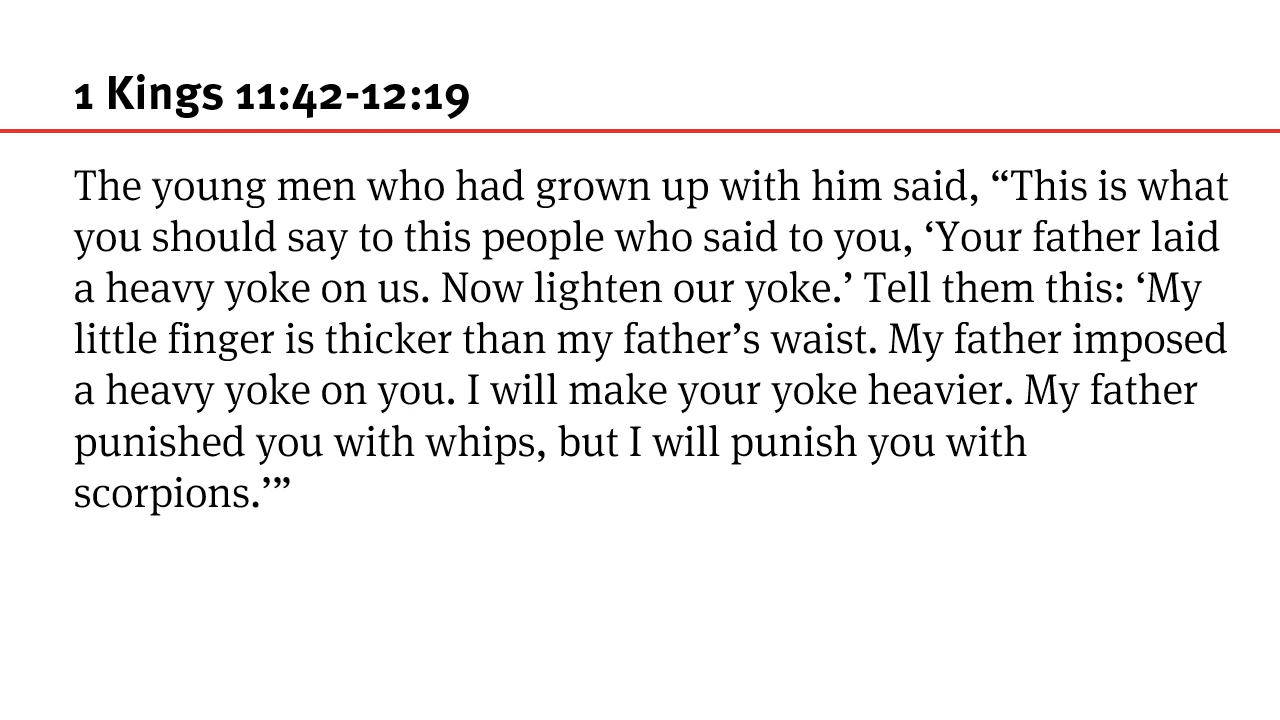 1 Kings 11:42-12:19
The young men who had grown up with him said, “This is what
you should say to this people who said to you, ‘Your father laid
a heavy yoke on us. Now lighten our yoke.’ Tell them this: ‘My
little finger is thicker than my father’s waist. My father imposed
a heavy yoke on you. I will make your yoke heavier. My father
punished you with whips, but I will punish you with
scorpions.’”